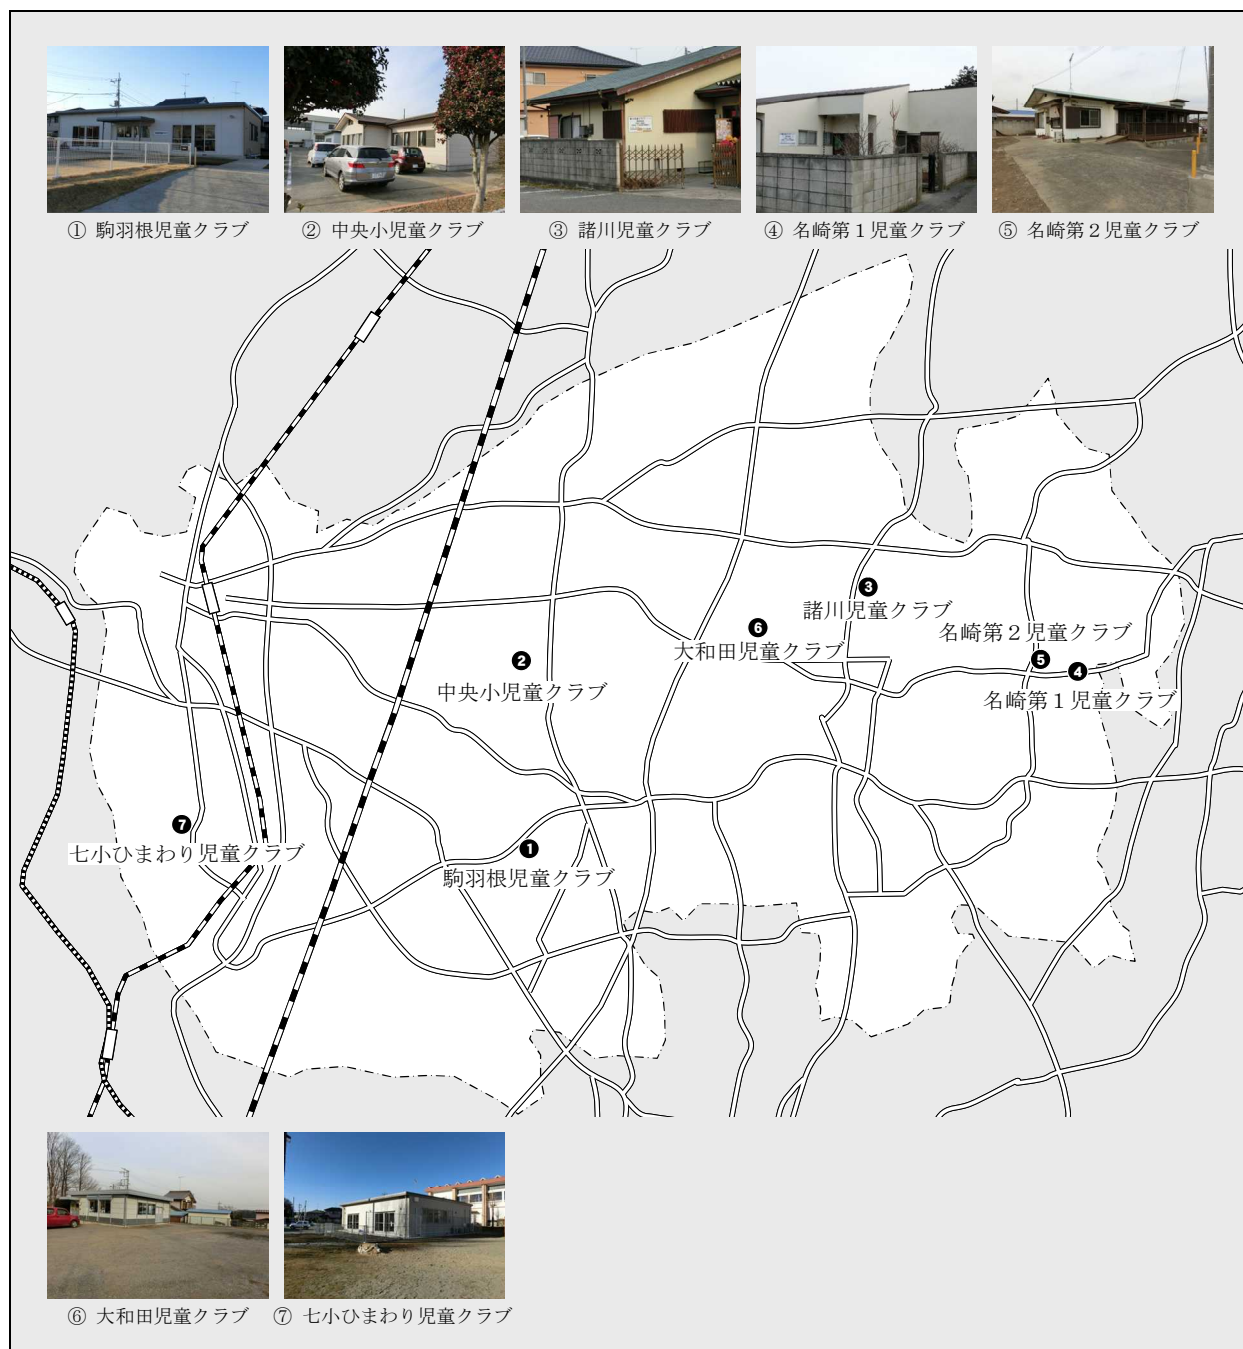 ① 駒羽根児童クラブ
② 中央小児童クラブ
③ 諸川児童クラブ
④ 名崎第１児童クラブ
⑤ 名崎第２児童クラブ
❸
諸川児童クラブ
❻
大和田児童クラブ
名崎第２児童クラブ
❺
❹
名崎第１児童クラブ
❷
中央小児童クラブ
❼
七小ひまわり児童クラブ
❶
駒羽根児童クラブ
⑥ 大和田児童クラブ
⑦ 七小ひまわり児童クラブ